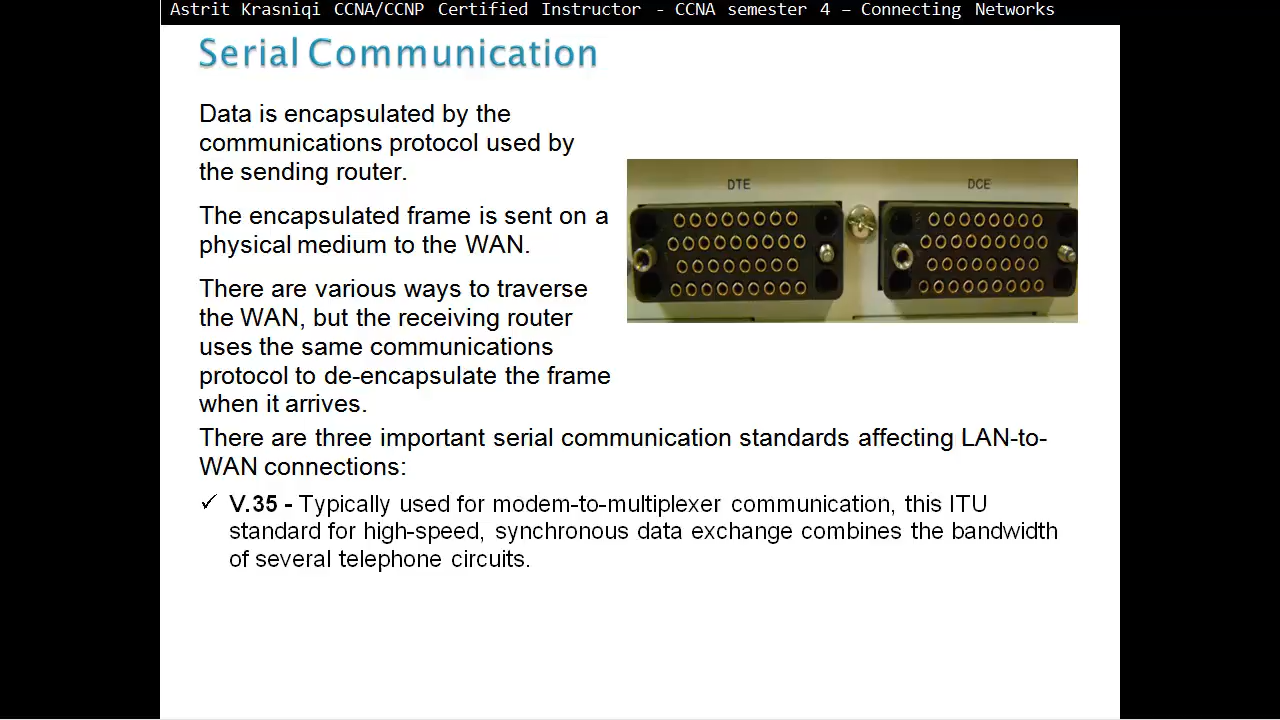 Astrit Krasniqi CCNA/CCNP Certified Instructor - CCNA semester 4 – Connecting Networks
Serial Communication
Data is encapsulated by the
communications protocol used by
the sending router.
The encapsulated frame is sent on a
physical medium to the WAN.
There are various ways to traverse
the WAN, but the receiving router
uses the same communications
protocol to de-encapsulate the frame
when it arrives.
DTE
DCE
There are three important serial communication standards affecting LAN-to-
WAN connections:
✓ V.35 - Typically used for modem-to-multiplexer communication, this ITU
standard for high-speed, synchronous data exchange combines the bandwidth
of several telephone circuits.